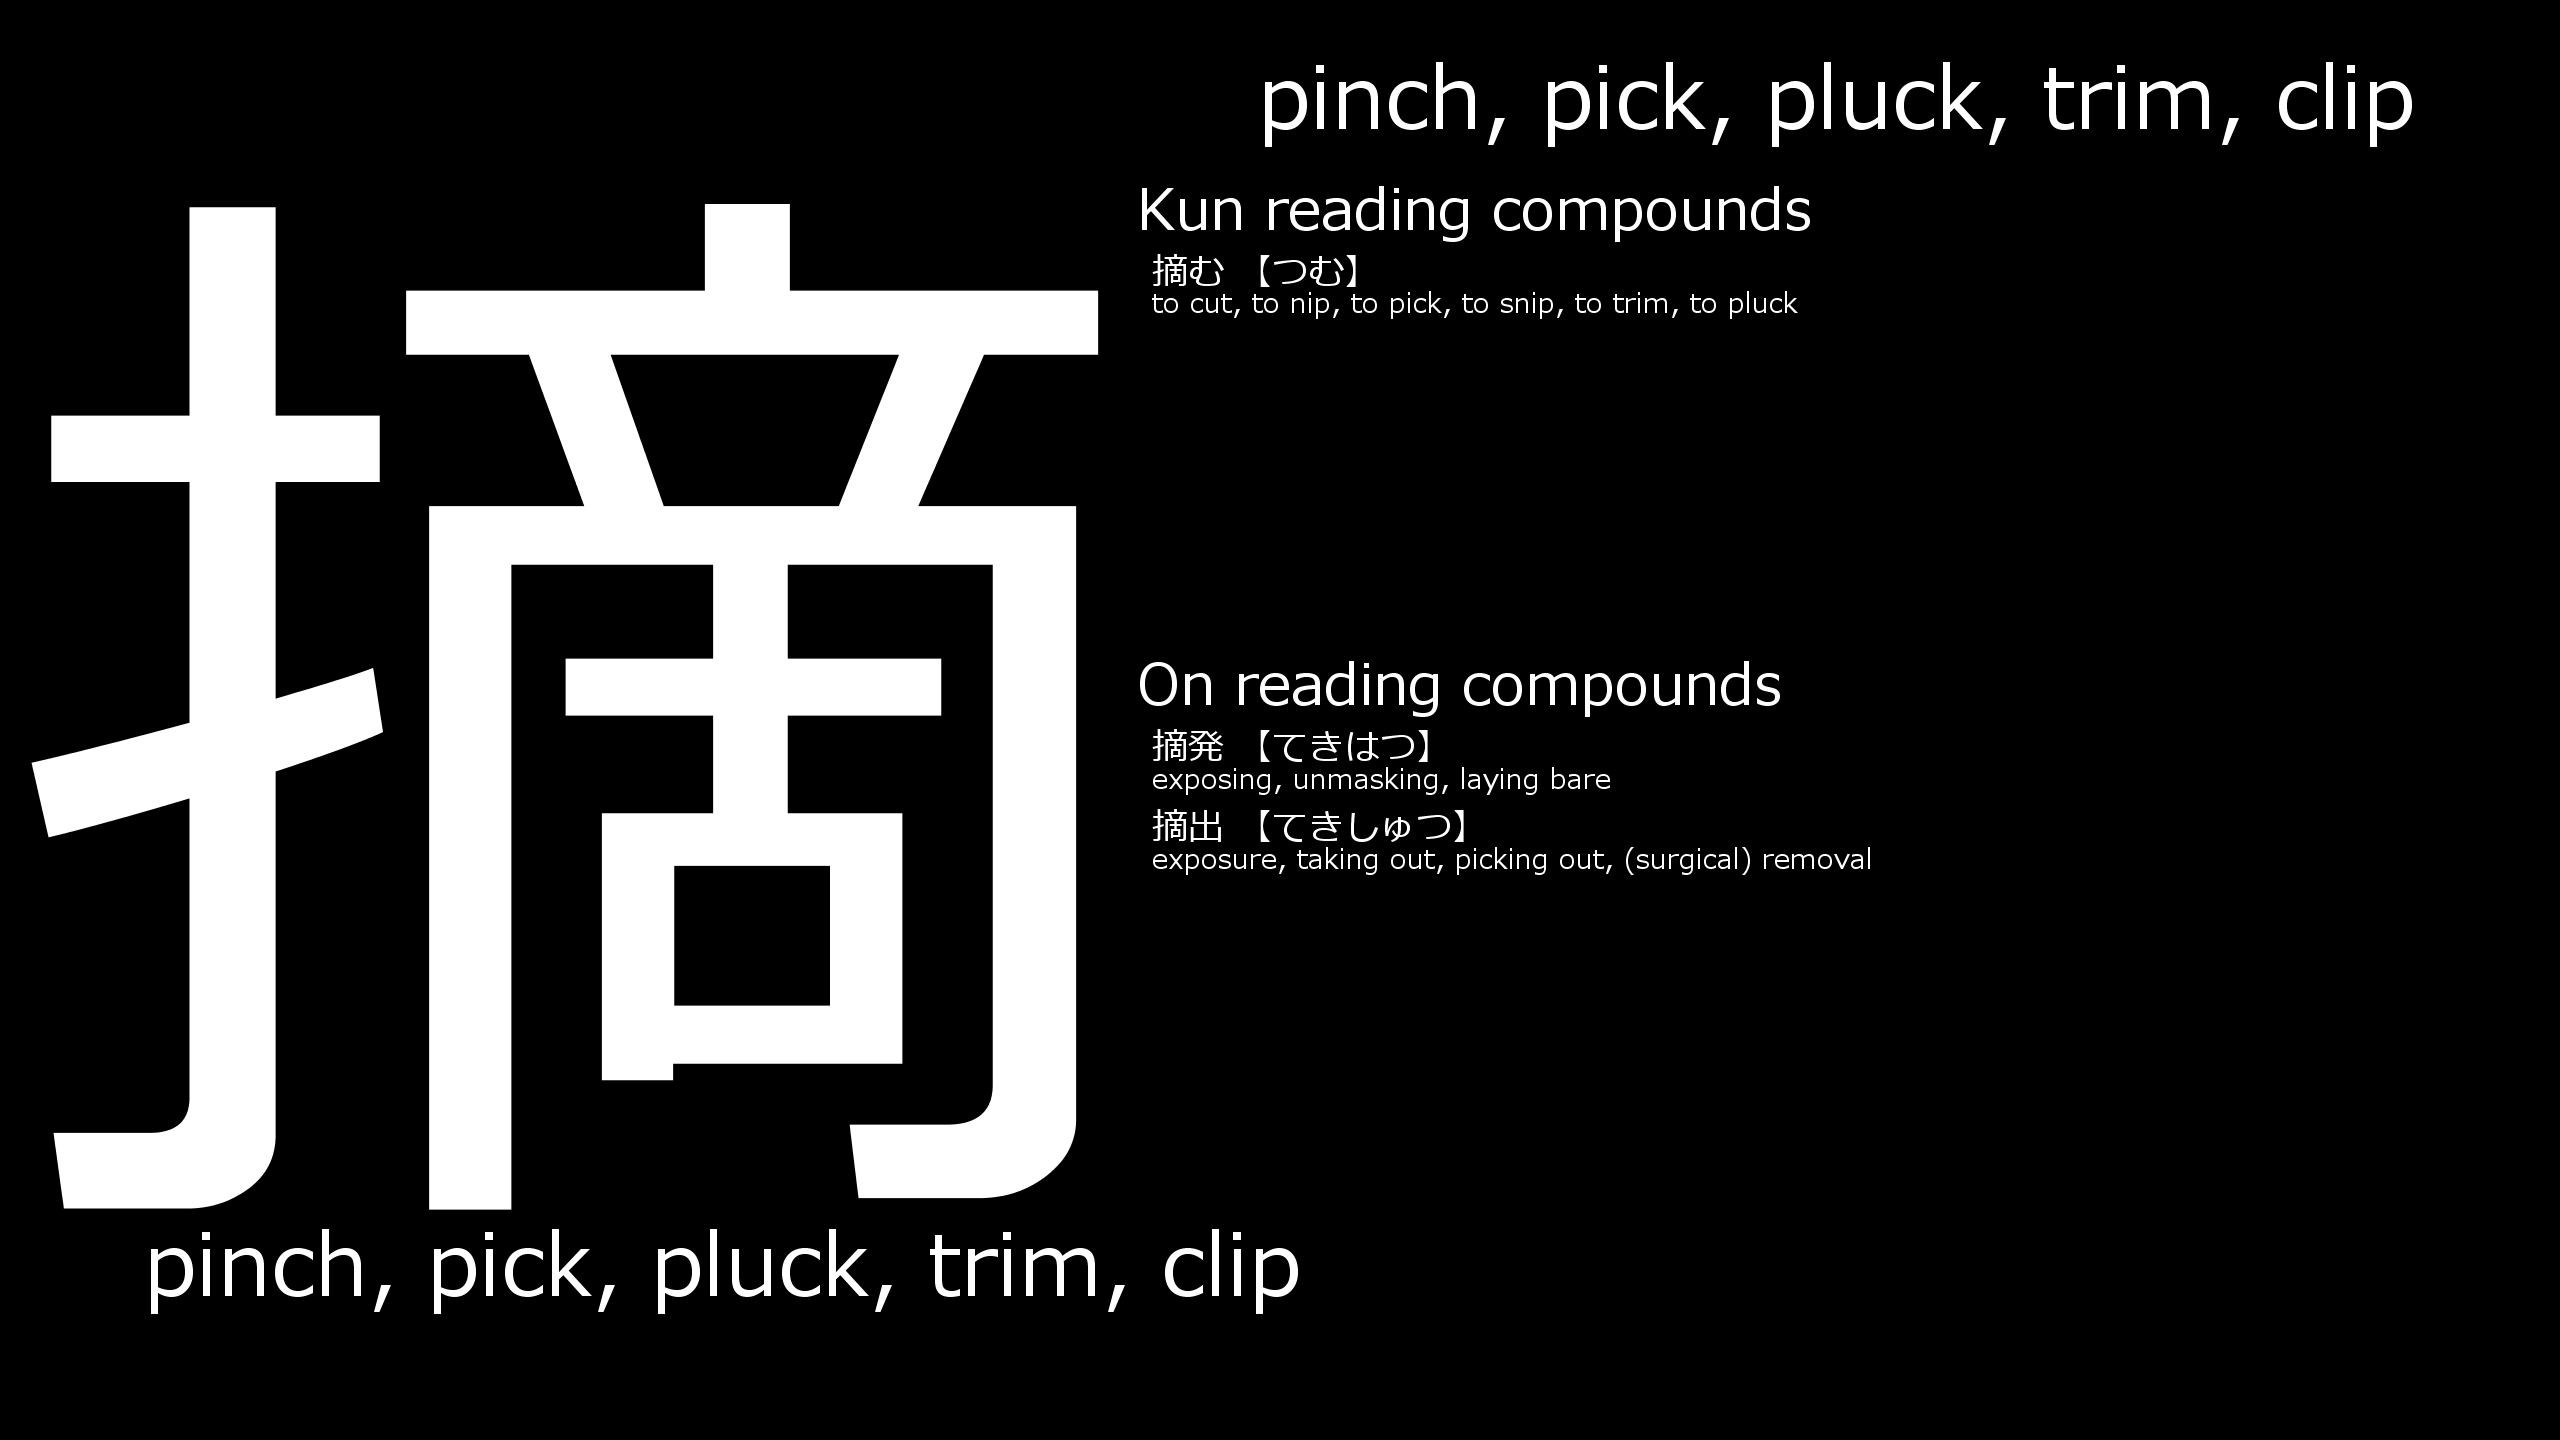 摘
pinch, pick, pluck, trim, clip
Kun reading compounds
摘む 【つむ】
to cut, to nip, to pick, to snip, to trim, to pluck
On reading compounds
摘発 【てきはつ】
exposing, unmasking, laying bare
摘出 【てきしゅつ】
exposure, taking out, picking out, (surgical) removal
pinch, pick, pluck, trim, clip